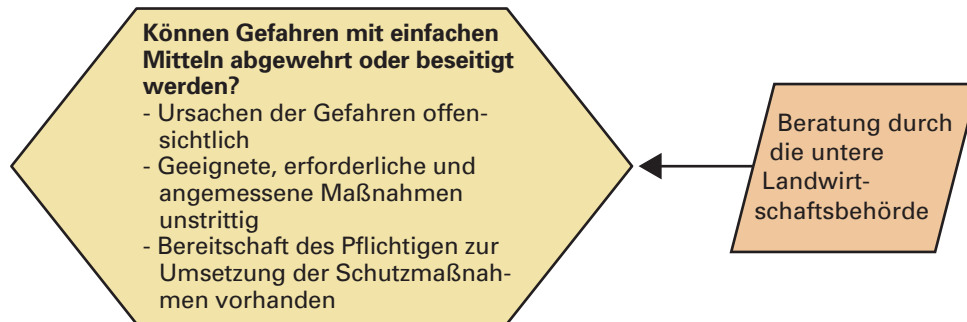 Können Gefahren mit einfachen
Mitteln abgewehrt oder beseitigt
werden?
- Ursachen der Gefahren offen-
sichtlich
- Geeignete, erforderliche und
angemessene Maßnahmen
unstrittig
- Bereitschaft des Pflichtigen zur
Umsetzung der Schutzmaßnah-
men vorhanden
Beratung durch
die untere
Landwirt-
schaftsbehörde